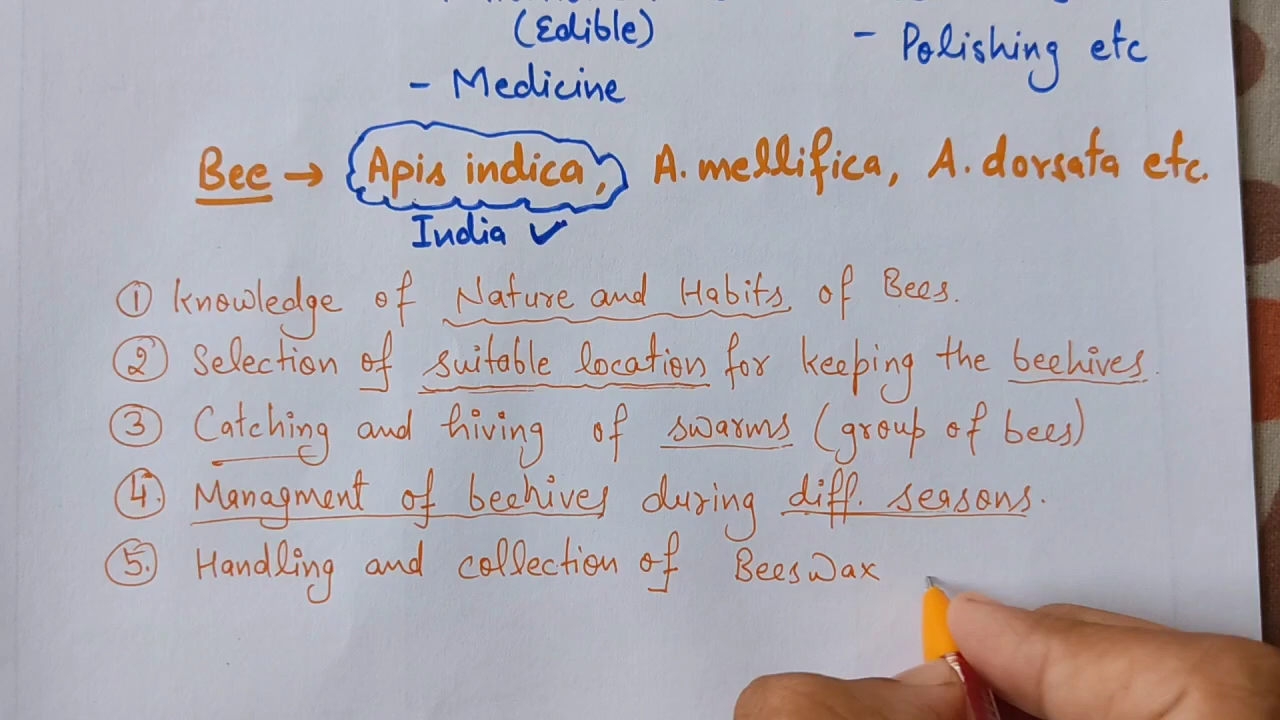 (Edible)
- Polishing etc
- Medicine
Bee → Apis indica, A. mellifica, A. dorsata etc.
India ✓
① Knowledge of Nature and Habits of Bees.
② Selection of suitable location for keeping the beehives.
③ Catching and hiving of swarms (group of bees)
④. Managment of beehives during diff. seasons.
⑤. Handling and collection of Beeswax